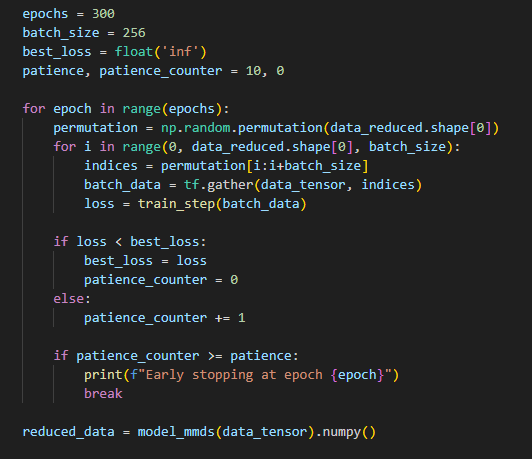 epochs = 300
batch_size = 256
best_loss = float('inf')
patience, patience_counter = 10, 0

for epoch in range(epochs):
    permutation = np.random.permutation(data_reduced.shape[0])
    for i in range(0, data_reduced.shape[0], batch_size):
        indices = permutation[i:i+batch_size]
        batch_data = tf.gather(data_tensor, indices)
        loss = train_step(batch_data)

    if loss < best_loss:
        best_loss = loss
        patience_counter = 0
    else:
        patience_counter += 1

    if patience_counter >= patience:
        print(f"Early stopping at epoch {epoch}")
        break

reduced_data = model_mmds(data_tensor).numpy()